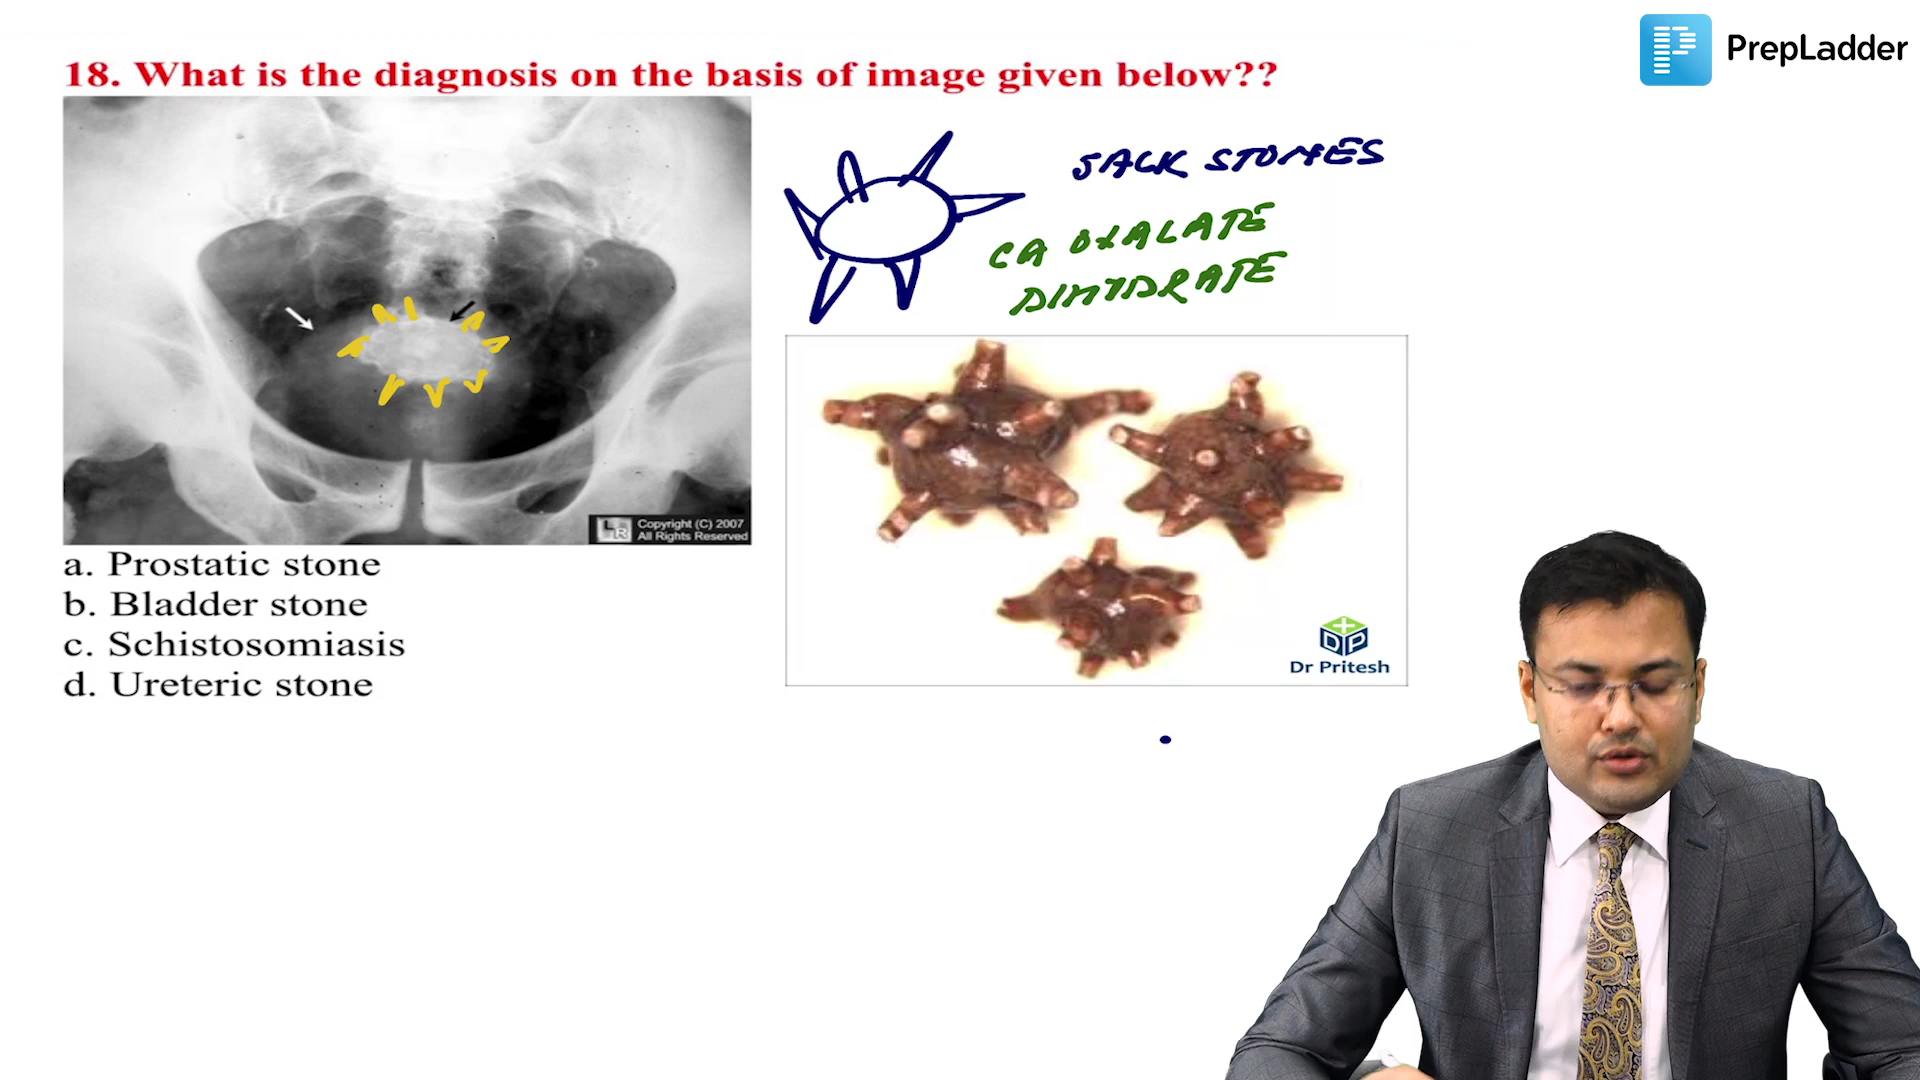 PrepLadder
18. What is the diagnosis on the basis of image given below??
JACK STONES
CA OXALATE
DIHYDRATE
Copyright (C) 2007
All Rights Reserved
a. Prostatic stone
b. Bladder stone
c. Schistosomiasis
d. Ureteric stone
DP
Dr Pritesh